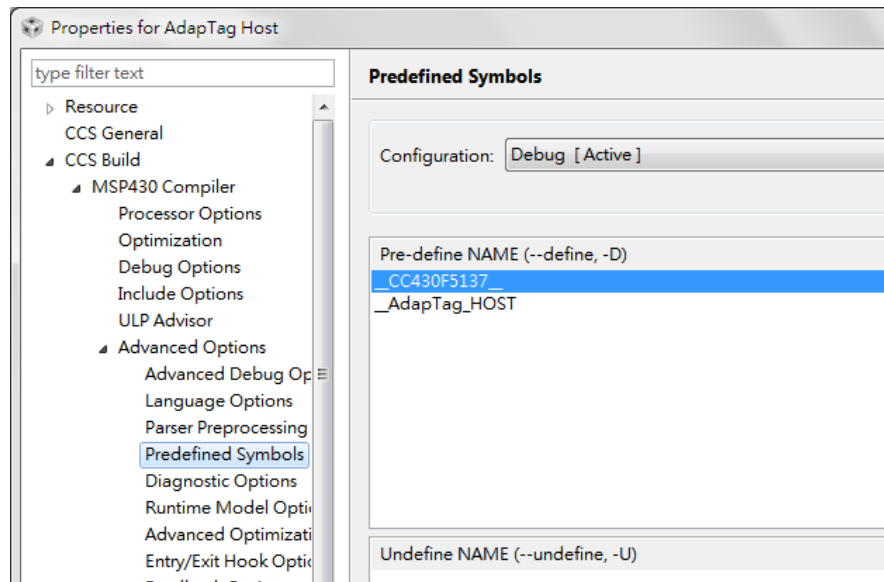 Properties for AdapTag Host
type filter text
Resource
CCS General
CCS Build
MSP430 Compiler
Processor Options
Optimization
Debug Options
Include Options
ULP Advisor
Advanced Options
Advanced Debug Op
Language Options
Parser Preprocessing
Predefined Symbols
Diagnostic Options
Runtime Model Opti
Advanced Optimizati
Entry/Exit Hook Optic
Predefined Symbols
Configuration: Debug [ Active ]
Pre-define NAME (--define, -D)
__CC430F5137__
__AdapTag_HOST
Undefine NAME (--undefine, -U)